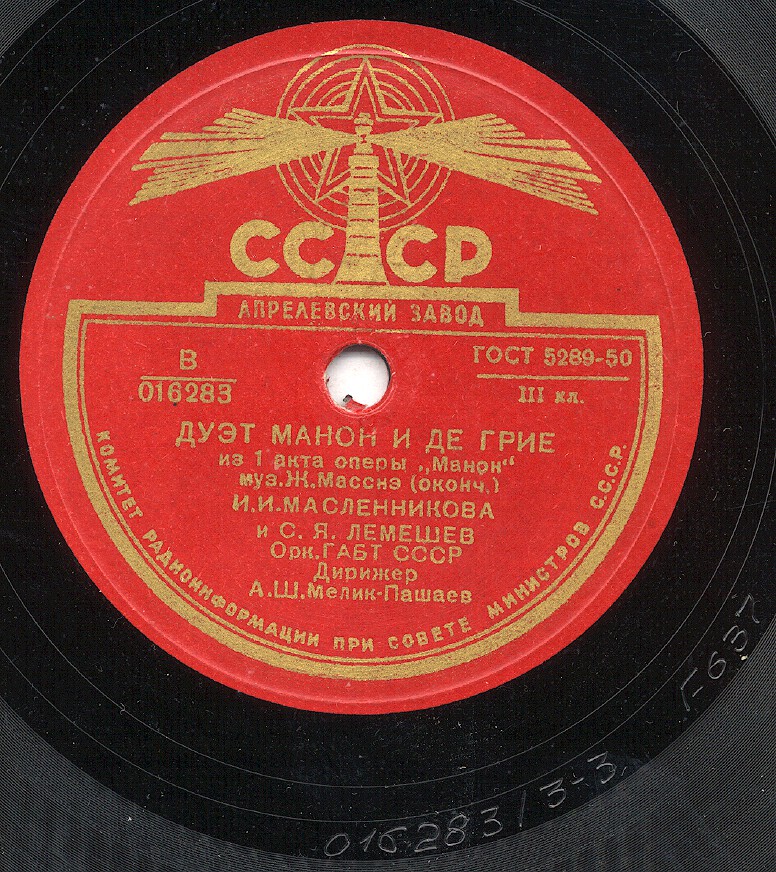 СССР
АПРЕЛЕВСКИЙ ЗАВОД
В
016283
ГОСТ 5289-50
III кл.
ДУЭТ МАНОН И ДЕ ГРИЕ
из 1 акта оперы „Манон“
муз.Ж.Массне (оконч.)
И.И.МАСЛЕННИКОВА
и С. Я. ЛЕМЕШЕВ
Орк.ГАБТ СССР
Дирижер
А.Ш.Мелик-Пашаев
КОМИТЕТ РАДИОИНФОРМАЦИИ ПРИ СОВЕТЕ МИНИСТРОВ С.С.С.Р.
016283/3-3
Г-637